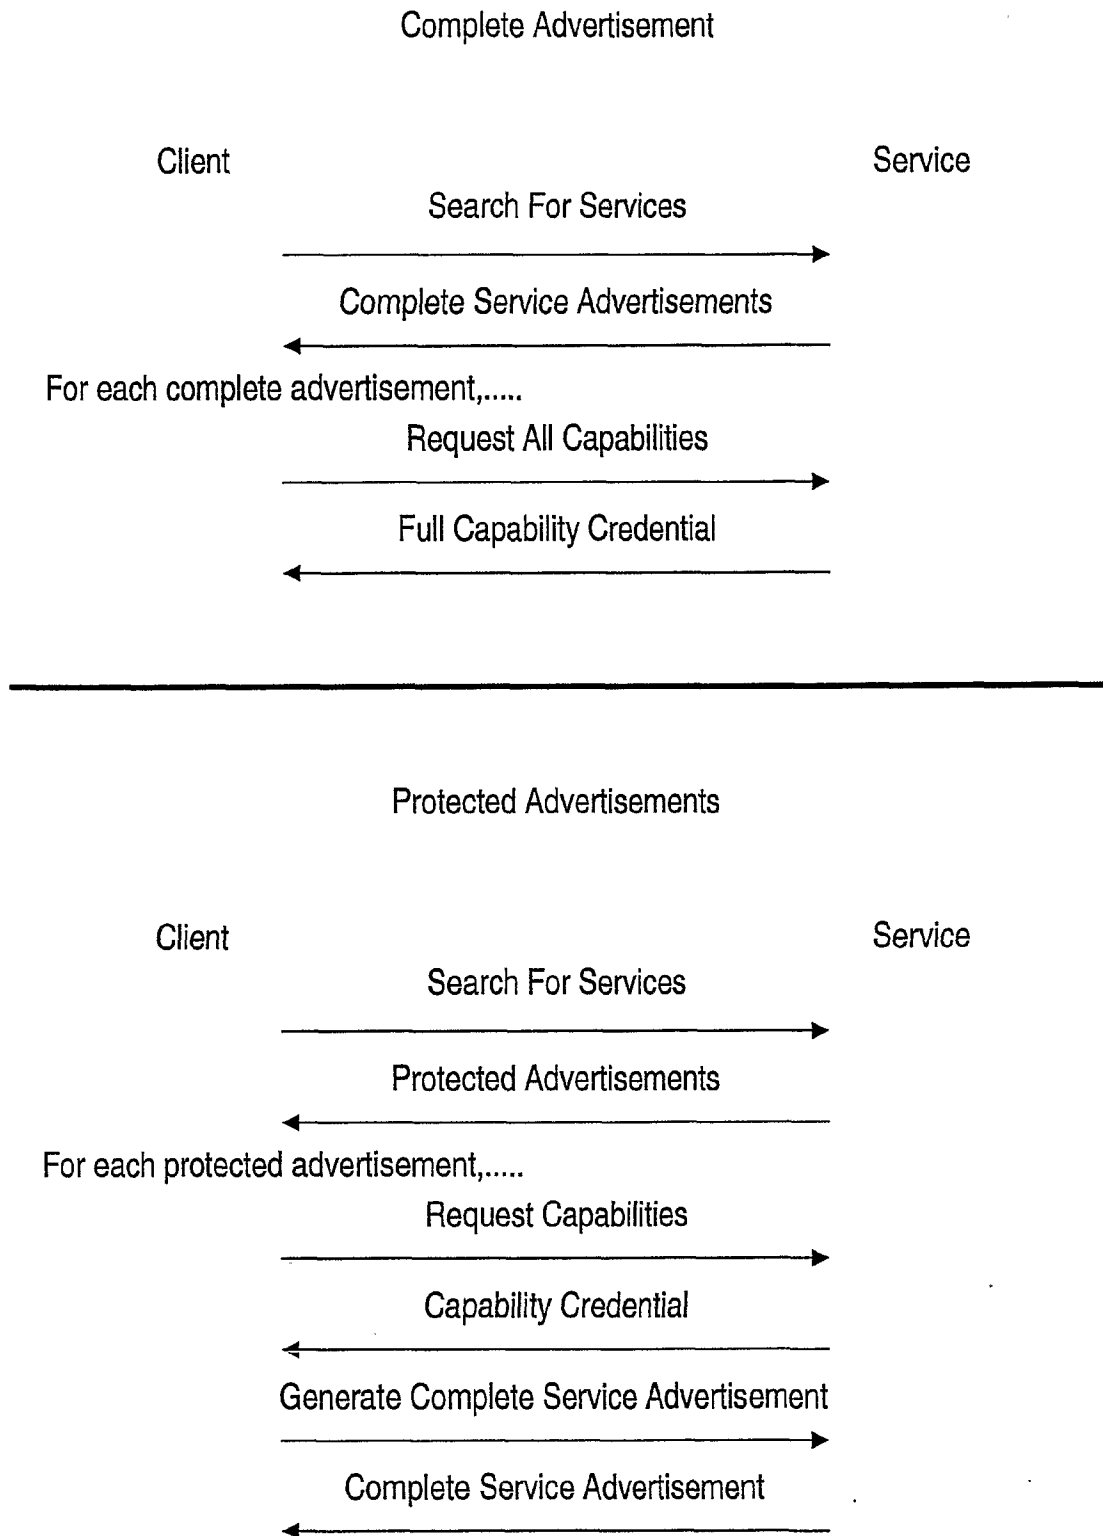 Complete Advertisement
Client
Service
Search For Services
Complete Service Advertisements
For each complete advertisement,.....
Request All Capabilities
Full Capability Credential
Protected Advertisements
Client
Service
Search For Services
Protected Advertisements
For each protected advertisement,.....
Request Capabilities
Capability Credential
Generate Complete Service Advertisement
Complete Service Advertisement